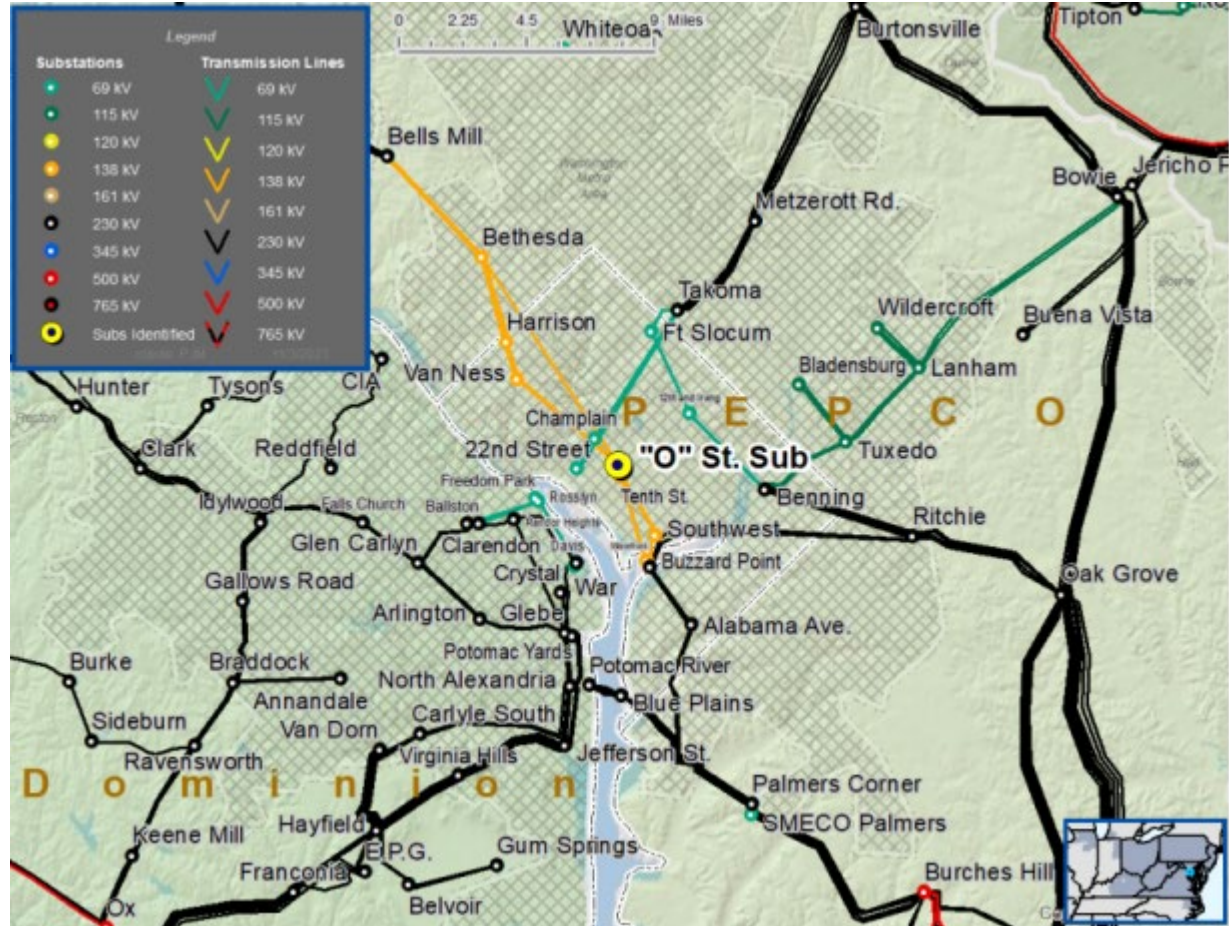 Legend
Substations
Transmission Lines
69 kV
69 kV
115 kV
115 kV
120 kV
120 kV
138 kV
138 kV
161 kV
161 kV
230 kV
230 kV
345 kV
345 kV
500 kV
500 kV
765 kV
765 kV
Subs Identified
0 2.25 4.5 9 Miles
Whiteoa
Burtonsville
Tipton
Bells Mill
Jericho P
Bowie
Metzerott Rd.
Bethesda
Takoma
Wildercroft
Harrison
Ft Slocum
Buena Vista
Hunter
Tysons
CIA
Van Ness
Bladensburg
Lanham
Champlain
P E P C O
Clark
Reddfield
22nd Street
"O" St. Sub
Tuxedo
Freedom Park
Rosslyn
Tenth St.
Benning
Idylwood
Falls Church
Ballston
Clarendon
Southwest
Ritchie
Glen Carlyn
Davis
Crystal
War
Buzzard Point
Oak Grove
Gallows Road
Arlington
Glebe
Alabama Ave.
Burke
Braddock
Potomac Yards
Potomac River
Annandale
North Alexandria
Blue Plains
Sideburn
Van Dorn
Carlyle South
Ravensworth
Virginia Hills
Jefferson St.
Dominion
Palmers Corner
SMECO Palmers
Keene Mill
Hayfield
E.P.G.
Gum Springs
Franconia
Burches Hill
Ox
Belvoir